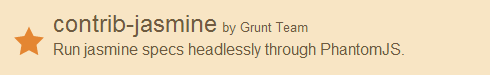 contrib-jasmine by Grunt Team
Run jasmine specs headlessly through PhantomJS.